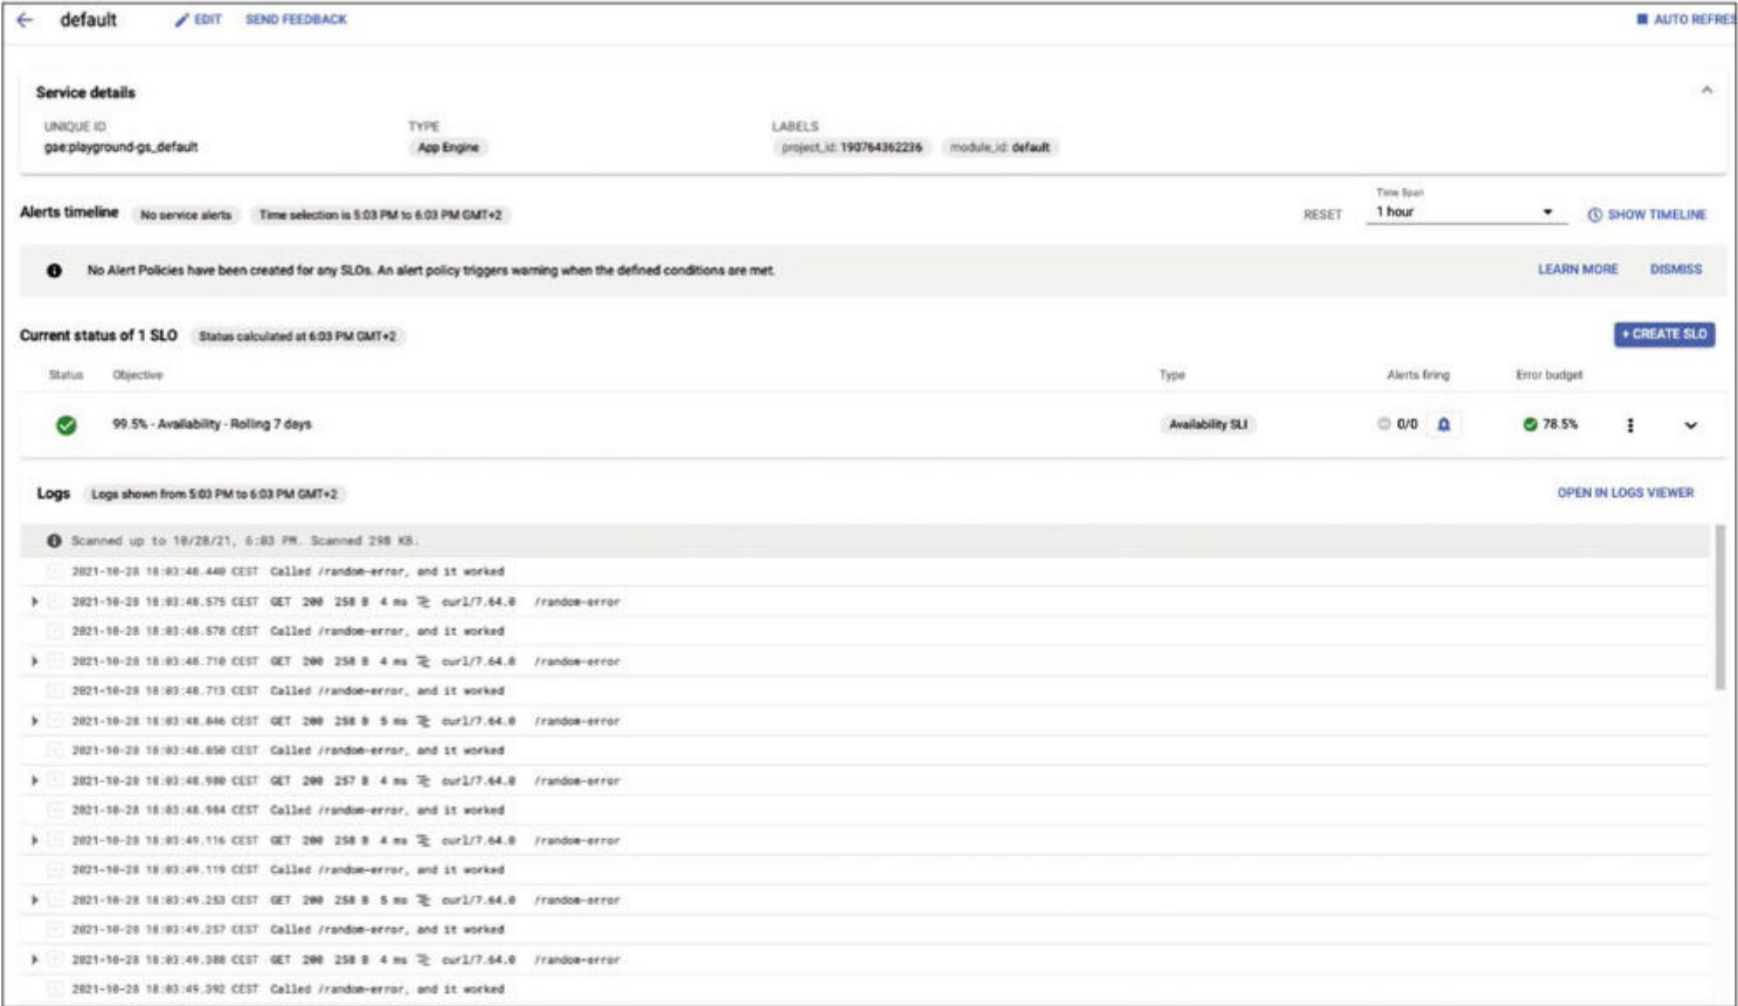 default EDIT SEND FEEDBACK AUTO REFRES
Service details
UNIQUE ID TYPE LABELS
gae:playground-gs_default App Engine project_id: 190764362236 module_id: default
Time Span
Alerts timeline No service alerts Time selection is 5:03 PM to 6:03 PM GMT+2 RESET 1 hour SHOW TIMELINE
No Alert Policies have been created for any SLOs. An alert policy triggers warning when the defined conditions are met. LEARN MORE DISMISS
Current status of 1 SLO Status calculated at 6:03 PM GMT+2 + CREATE SLO
Status Objective Type Alerts firing Error budget
99.5% - Availability - Rolling 7 days Availability SLI 0/0 78.5%
Logs Logs shown from 5:03 PM to 6:03 PM GMT+2 OPEN IN LOGS VIEWER
Scanned up to 10/28/21, 6:03 PM. Scanned 298 KB.
2021-10-28 18:03:48.440 CEST Called /random-error, and it worked
2021-10-28 18:03:48.575 CEST GET 200 258 B 4 ms curl/7.64.0 /random-error
2021-10-28 18:03:48.578 CEST Called /random-error, and it worked
2021-10-28 18:03:48.710 CEST GET 200 258 B 4 ms curl/7.64.0 /random-error
2021-10-28 18:03:48.713 CEST Called /random-error, and it worked
2021-10-28 18:03:48.846 CEST GET 200 258 B 5 ms curl/7.64.0 /random-error
2021-10-28 18:03:48.850 CEST Called /random-error, and it worked
2021-10-28 18:03:48.980 CEST GET 200 257 B 4 ms curl/7.64.0 /random-error
2021-10-28 18:03:48.984 CEST Called /random-error, and it worked
2021-10-28 18:03:49.116 CEST GET 200 258 B 4 ms curl/7.64.0 /random-error
2021-10-28 18:03:49.119 CEST Called /random-error, and it worked
2021-10-28 18:03:49.253 CEST GET 200 258 B 5 ms curl/7.64.0 /random-error
2021-10-28 18:03:49.257 CEST Called /random-error, and it worked
2021-10-28 18:03:49.388 CEST GET 200 258 B 4 ms curl/7.64.0 /random-error
2021-10-28 18:03:49.392 CEST Called /random-error, and it worked